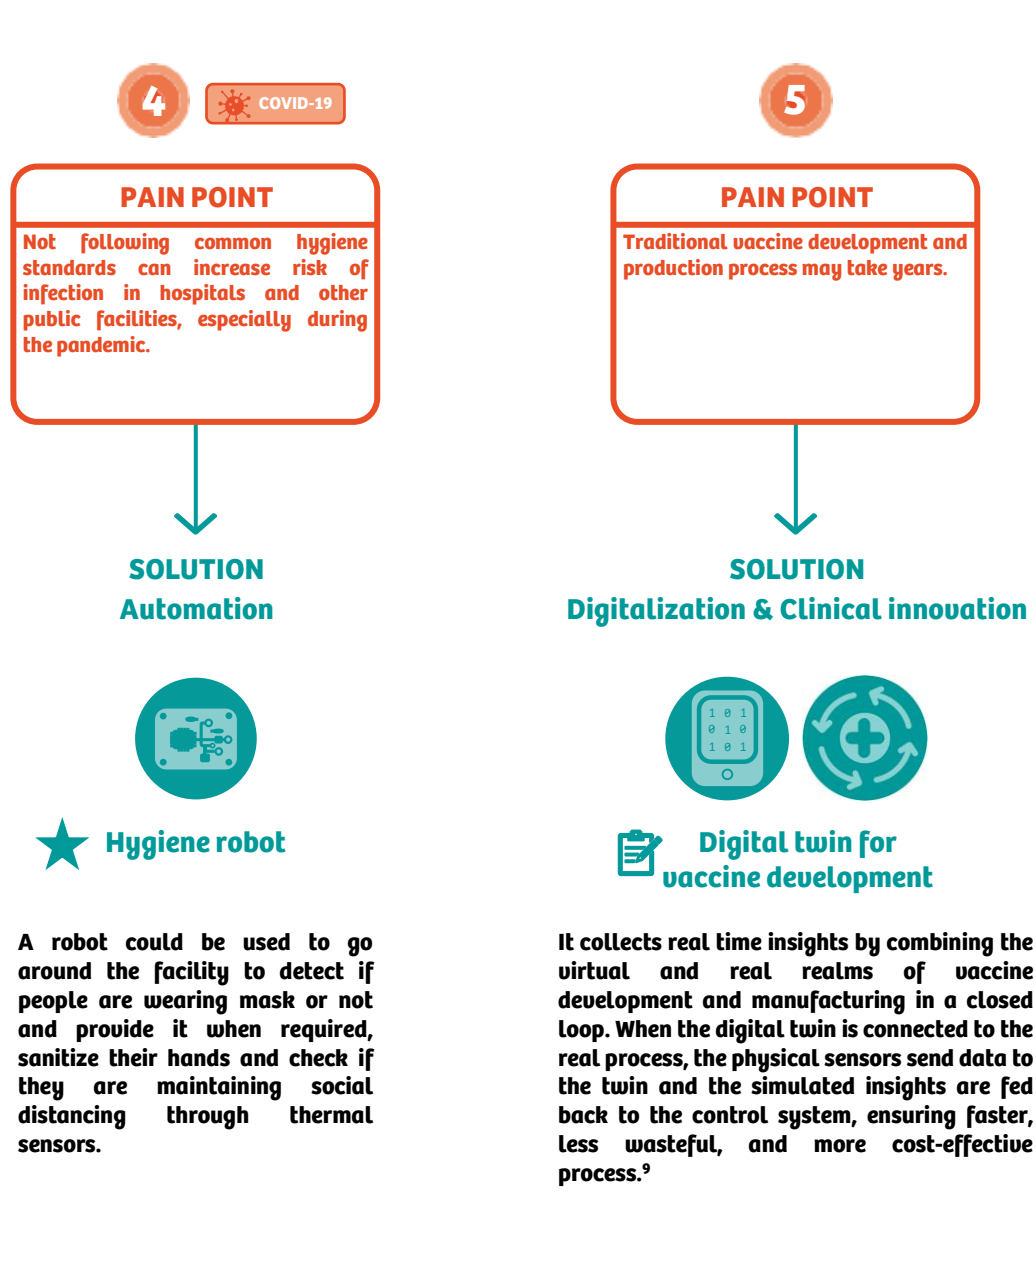 4
COVID-19
PAIN POINT
Not following common hygiene
standards can increase risk of
infection in hospitals and other
public facilities, especially during
the pandemic.
SOLUTION
Automation
Hygiene robot
A robot could be used to go
around the facility to detect if
people are wearing mask or not
and provide it when required,
sanitize their hands and check if
they are maintaining social
distancing through thermal
sensors.
5
PAIN POINT
Traditional vaccine development and
production process may take years.
SOLUTION
Digitalization & Clinical innovation
1 0 1
0 1 0
1 0 1
Digital twin for
vaccine development
It collects real time insights by combining the
virtual and real realms of vaccine
development and manufacturing in a closed
loop. When the digital twin is connected to the
real process, the physical sensors send data to
the twin and the simulated insights are fed
back to the control system, ensuring faster,
less wasteful, and more cost-effective
process.⁹